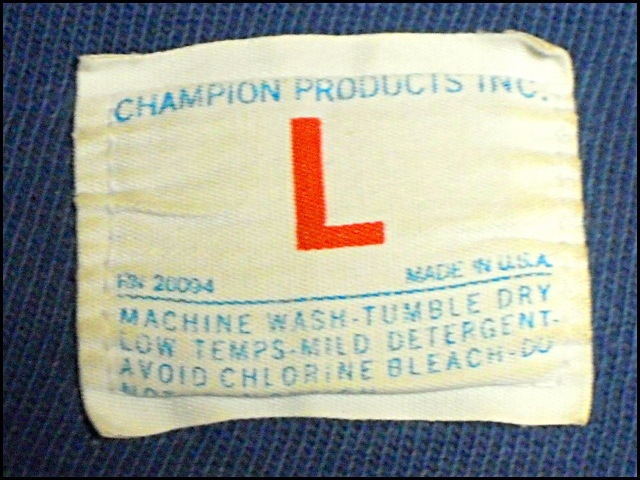 CHAMPION PRODUCTS INC.
L
RN 26094
MADE IN U.S.A.
MACHINE WASH-TUMBLE DRY
LOW TEMPS-MILD DETERGENT-
AVOID CHLORINE BLEACH-DO
NOT